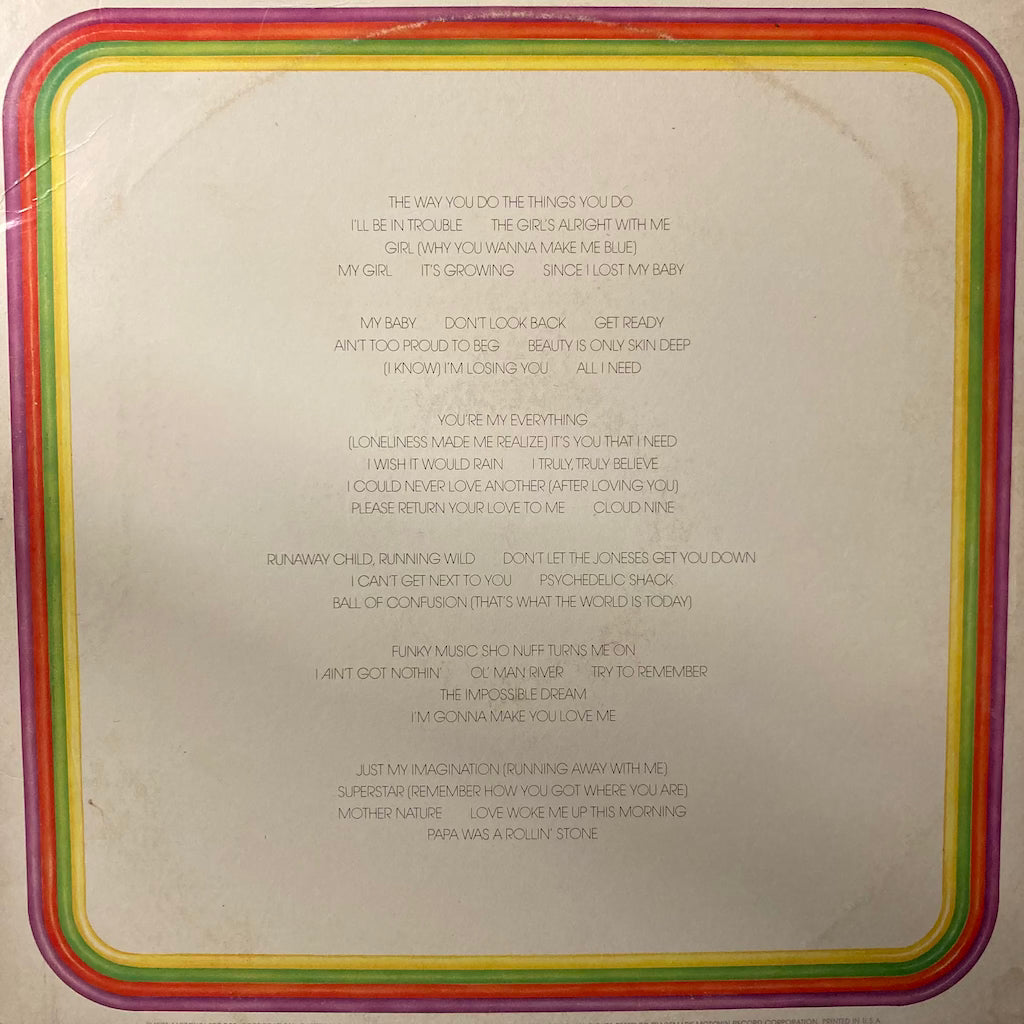 THE WAY YOU DO THE THINGS YOU DO
I'LL BE IN TROUBLE THE GIRL'S ALRIGHT WITH ME
GIRL (WHY YOU WANNA MAKE ME BLUE)
MY GIRL IT'S GROWING SINCE I LOST MY BABY
MY BABY DON'T LOOK BACK GET READY
AIN'T TOO PROUD TO BEG BEAUTY IS ONLY SKIN DEEP
(I KNOW) I'M LOSING YOU ALL I NEED
YOU'RE MY EVERYTHING
(LONELINESS MADE ME REALIZE) IT'S YOU THAT I NEED
I WISH IT WOULD RAIN I TRULY, TRULY BELIEVE
I COULD NEVER LOVE ANOTHER (AFTER LOVING YOU)
PLEASE RETURN YOUR LOVE TO ME CLOUD NINE
RUNAWAY CHILD, RUNNING WILD DON'T LET THE JONESES GET YOU DOWN
I CAN'T GET NEXT TO YOU PSYCHEDELIC SHACK
BALL OF CONFUSION (THAT'S WHAT THE WORLD IS TODAY)
FUNKY MUSIC SHO NUFF TURNS ME ON
I AIN'T GOT NOTHIN' OL' MAN RIVER TRY TO REMEMBER
THE IMPOSSIBLE DREAM
I'M GONNA MAKE YOU LOVE ME
JUST MY IMAGINATION (RUNNING AWAY WITH ME)
SUPERSTAR (REMEMBER HOW YOU GOT WHERE YOU ARE)
MOTHER NATURE LOVE WOKE ME UP THIS MORNING
PAPA WAS A ROLLIN' STONE
MOTOWN RECORD CORPORATION. PRINTED IN U.S.A.